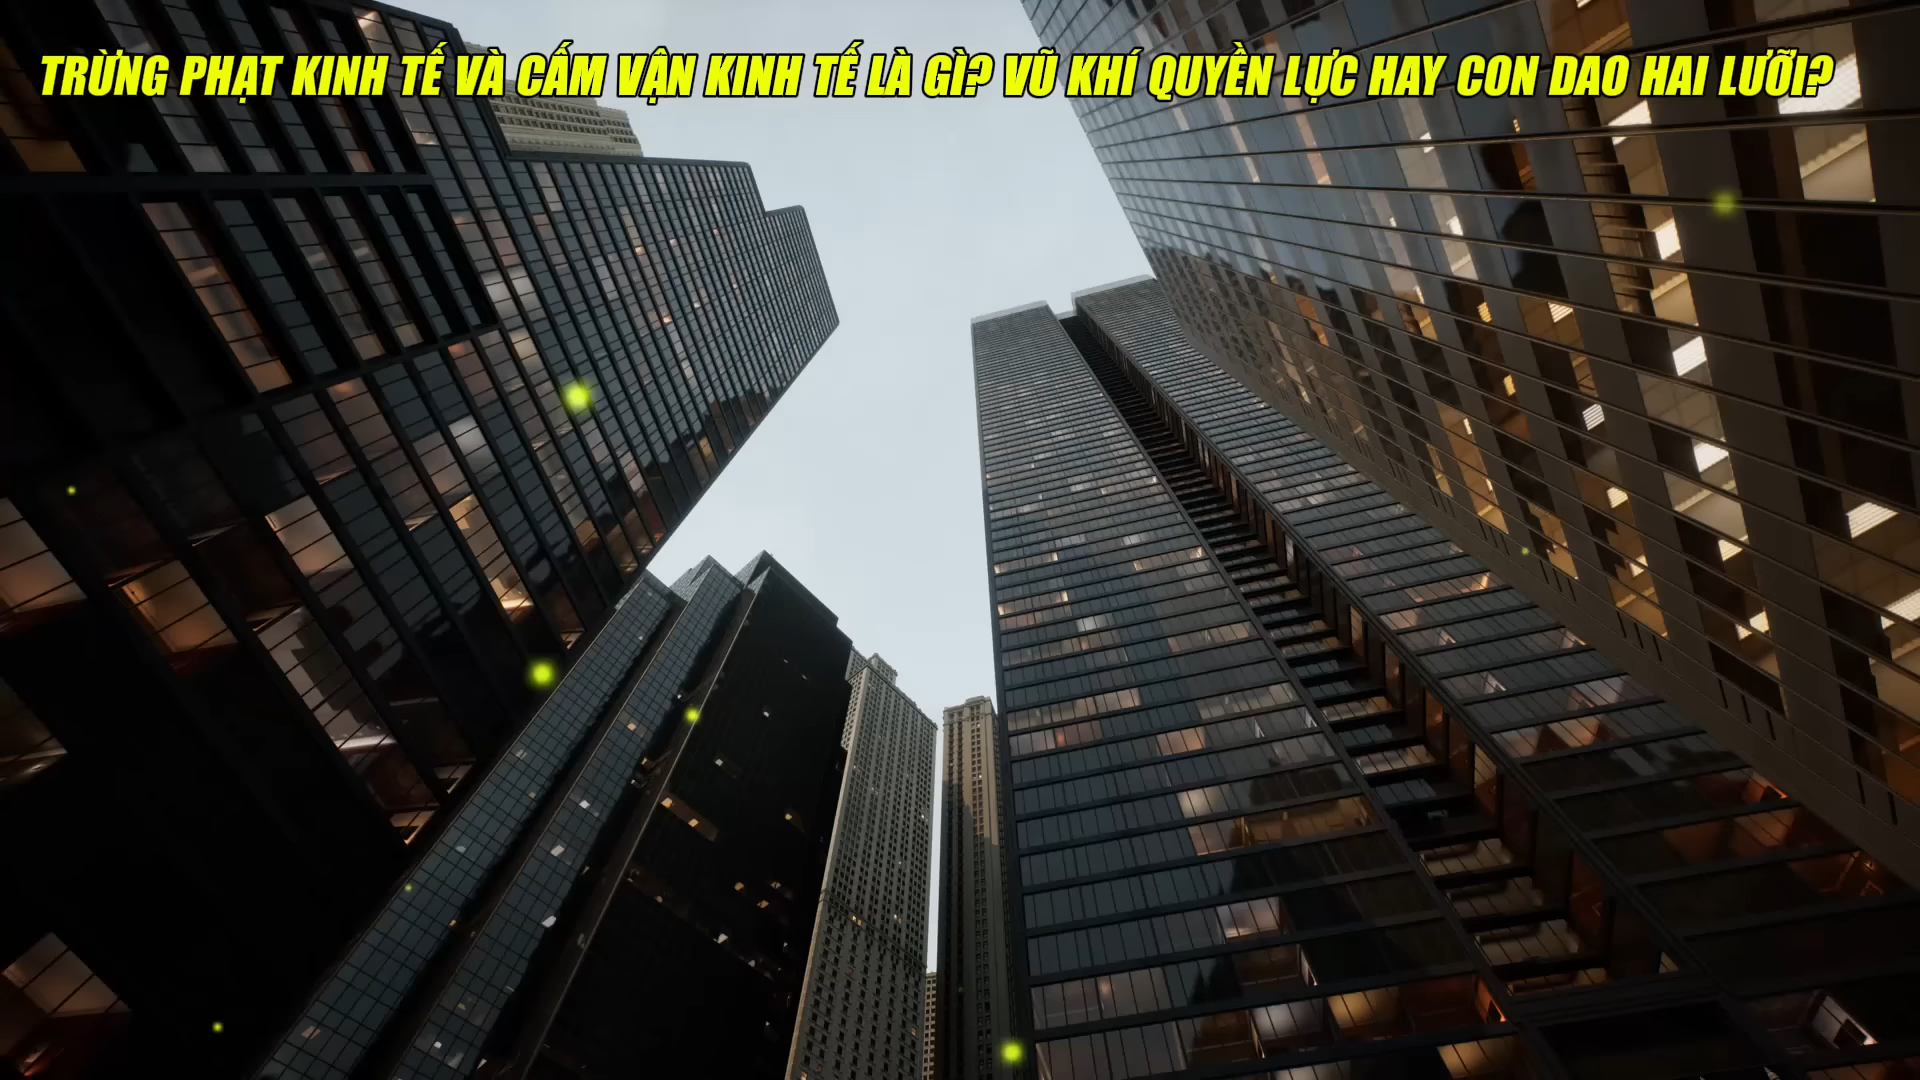 TRỪNG PHẠT KINH TẾ VÀ CẤM VẬN KINH TẾ LÀ GÌ? VŨ KHÍ QUYỀN LỰC HAY CON DAO HAI LƯỠI?